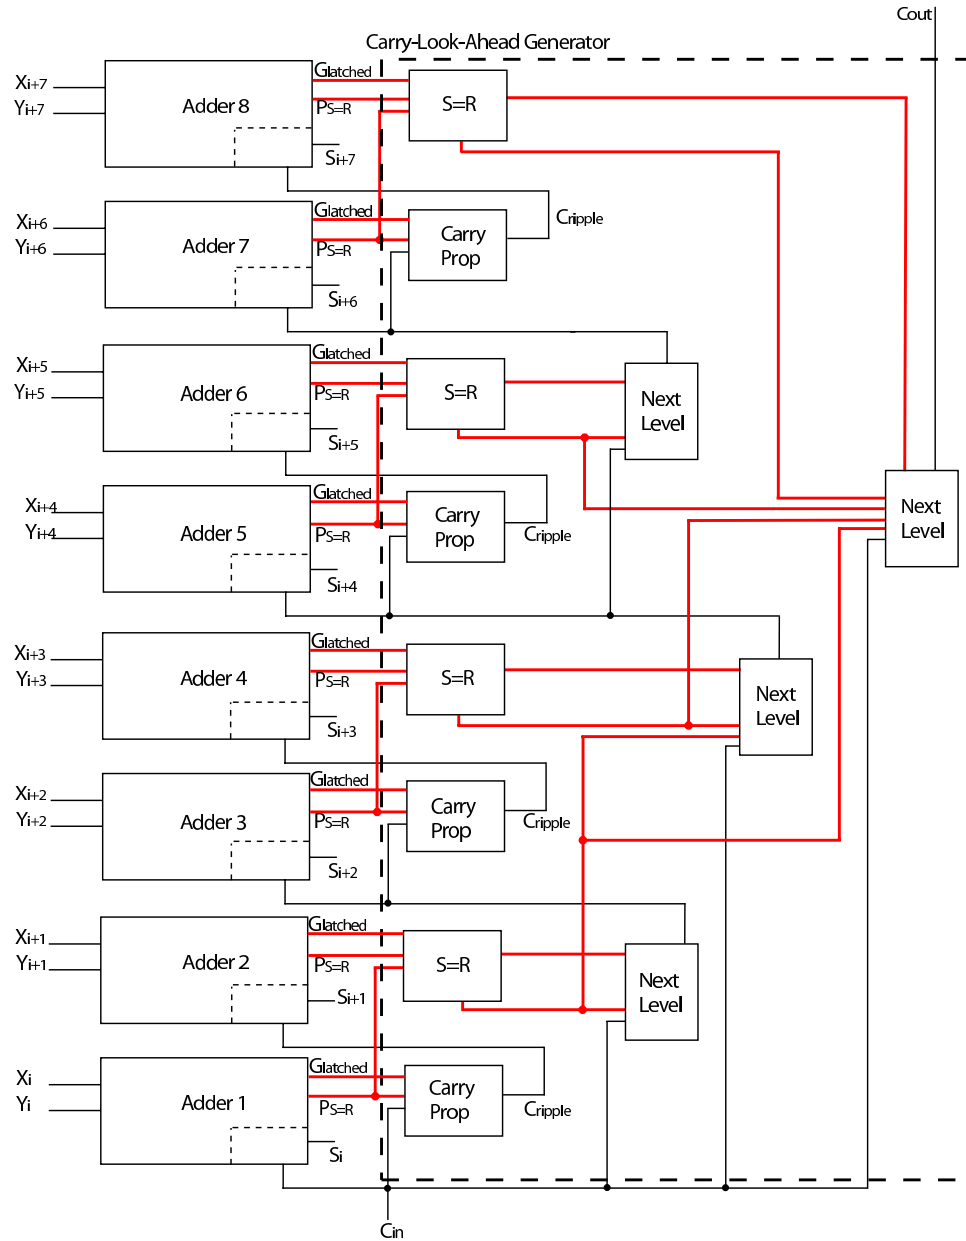 Cout
Carry-Look-Ahead Generator
Xi+7
Yi+7
Adder 8
Glatched
PS=R
Si+7
S=R
Xi+6
Yi+6
Adder 7
Glatched
PS=R
Si+6
Carry
Prop
Cripple
Xi+5
Yi+5
Adder 6
Glatched
PS=R
Si+5
S=R
Next
Level
Xi+4
Yi+4
Adder 5
Glatched
PS=R
Si+4
Carry
Prop
Cripple
Next
Level
Xi+3
Yi+3
Adder 4
Glatched
PS=R
Si+3
S=R
Next
Level
Xi+2
Yi+2
Adder 3
Glatched
PS=R
Si+2
Carry
Prop
Cripple
Xi+1
Yi+1
Adder 2
Glatched
PS=R
Si+1
S=R
Next
Level
Xi
Yi
Adder 1
Glatched
PS=R
Si
Carry
Prop
Cripple
Cin